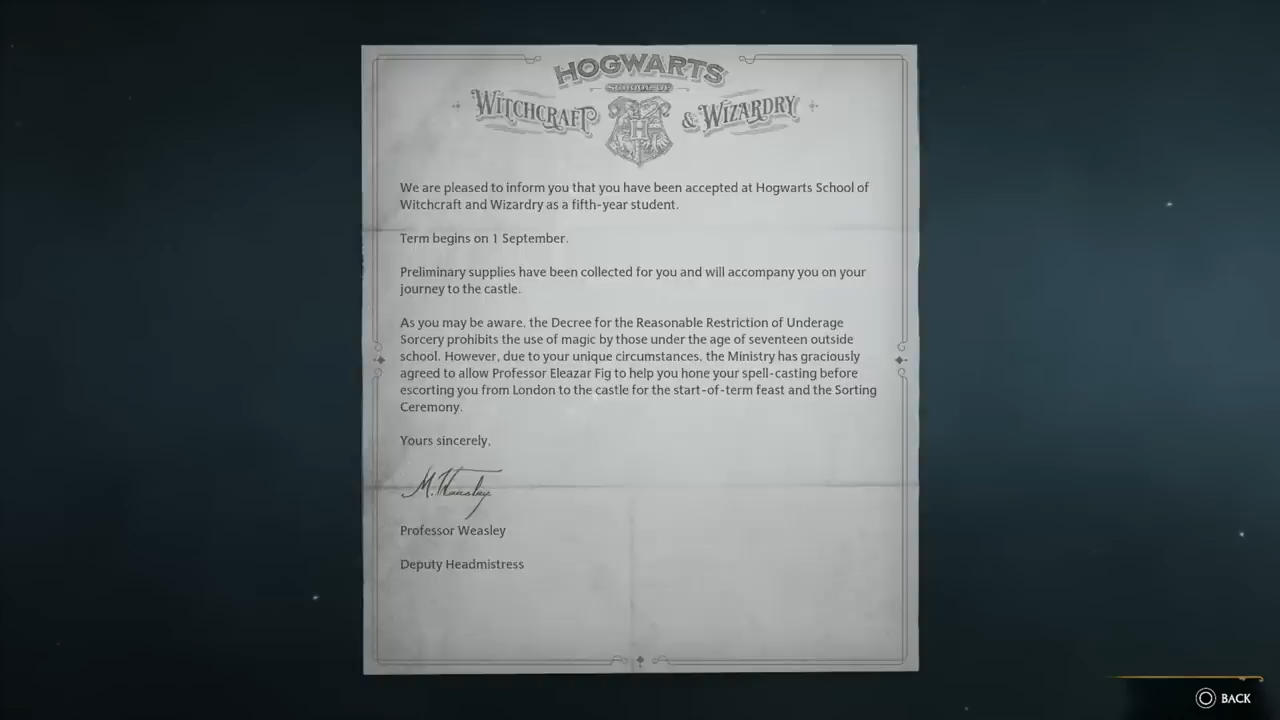 HOGWARTS
SCHOOL OF
WITCHCRAFT & WIZARDRY
H
We are pleased to inform you that you have been accepted at Hogwarts School of
Witchcraft and Wizardry as a fifth-year student.
Term begins on 1 September.
Preliminary supplies have been collected for you and will accompany you on your
journey to the castle.
As you may be aware, the Decree for the Reasonable Restriction of Underage
Sorcery prohibits the use of magic by those under the age of seventeen outside
school. However, due to your unique circumstances, the Ministry has graciously
agreed to allow Professor Eleazar Fig to help you hone your spell-casting before
escorting you from London to the castle for the start-of-term feast and the Sorting
Ceremony.
Yours sincerely,
M. Weasley
Professor Weasley
Deputy Headmistress
BACK